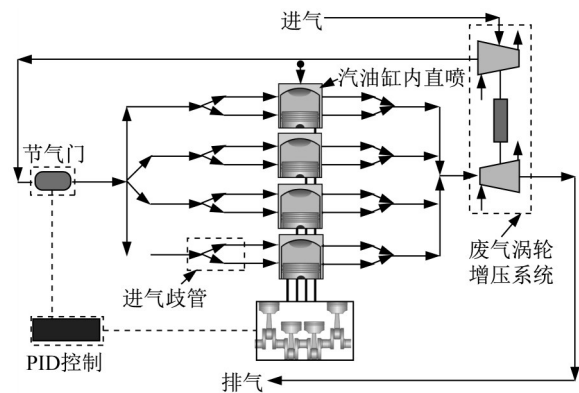 进气
汽油缸内直喷
节气门
废气涡轮
增压系统
进气歧管
PID控制
排气